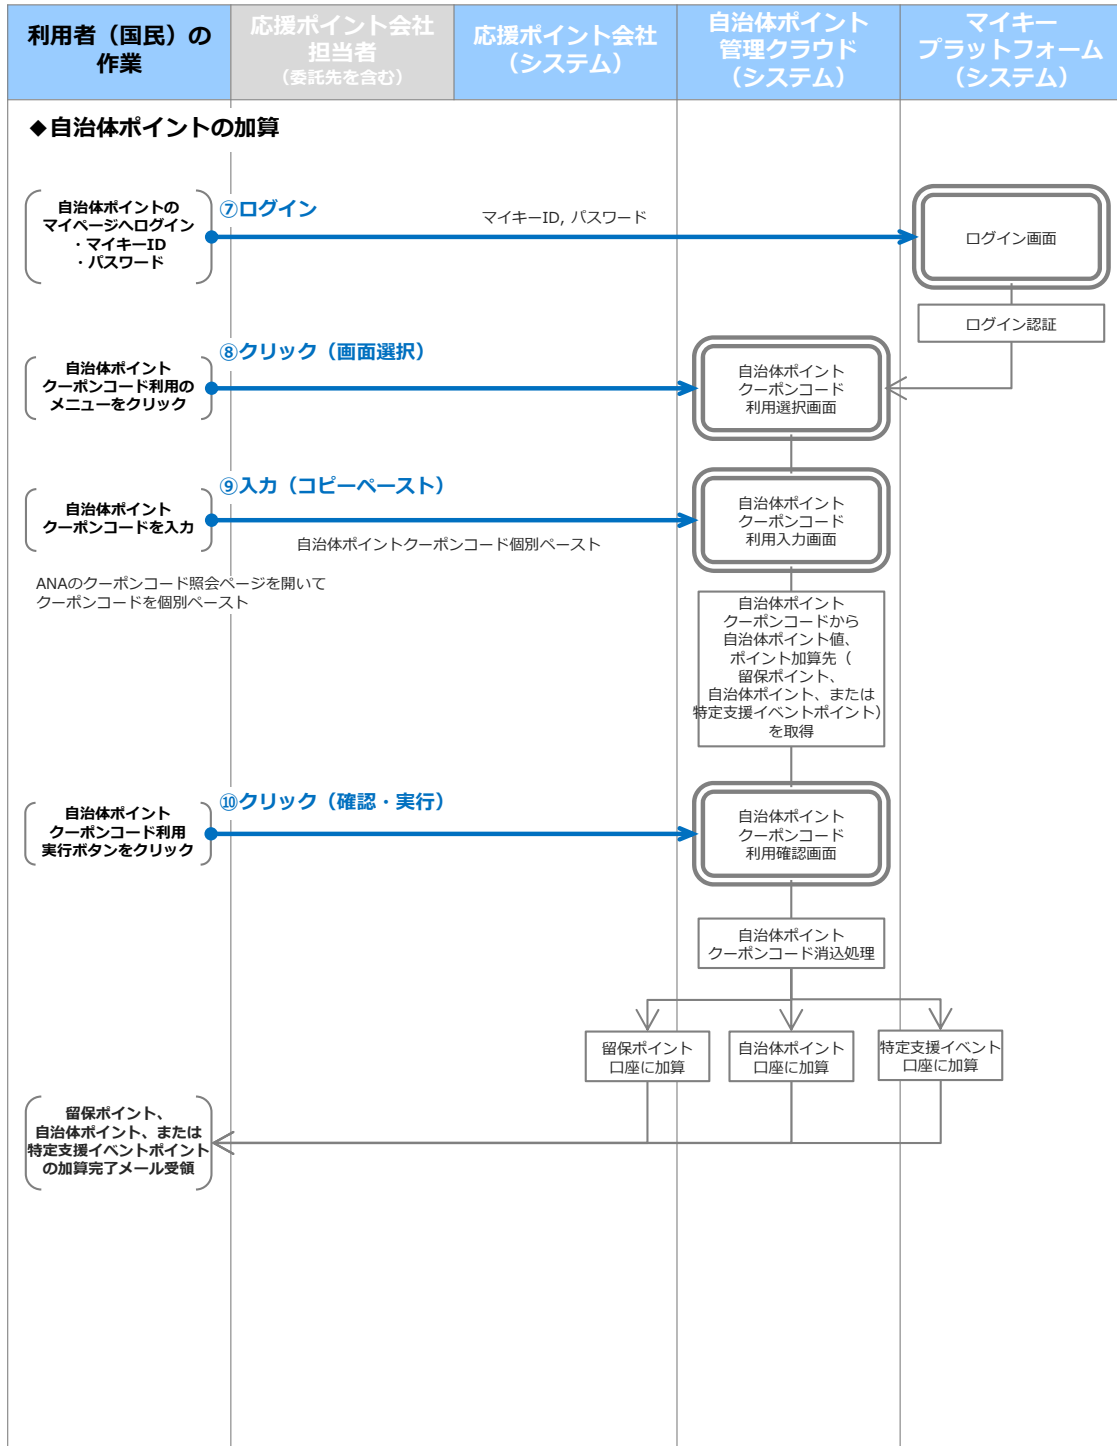 利用者（国民）の
作業
応援ポイント会社
担当者
（委託先を含む）
応援ポイント会社
（システム）
自治体ポイント
管理クラウド
（システム）
マイキー
プラットフォーム
（システム）
◆自治体ポイントの加算
自治体ポイントの
マイページへログイン
・マイキーID
・パスワード
⑦ログイン
マイキーID, パスワード
ログイン画面
ログイン認証
自治体ポイント
クーポンコード利用の
メニューをクリック
⑧クリック（画面選択）
自治体ポイント
クーポンコード
利用選択画面
自治体ポイント
クーポンコードを入力
⑨入力（コピーペースト）
自治体ポイントクーポンコード個別ペースト
自治体ポイント
クーポンコード
利用入力画面
ANAのクーポンコード照会ページを開いて
クーポンコードを個別ペースト
自治体ポイント
クーポンコードから
自治体ポイント値、
ポイント加算先（
留保ポイント、
自治体ポイント、または
特定支援イベントポイント）
を取得
自治体ポイント
クーポンコード利用
実行ボタンをクリック
⑩クリック（確認・実行）
自治体ポイント
クーポンコード
利用確認画面
自治体ポイント
クーポンコード消込処理
留保ポイント
口座に加算
自治体ポイント
口座に加算
特定支援イベント
口座に加算
留保ポイント、
自治体ポイント、または
特定支援イベントポイント
の加算完了メール受領